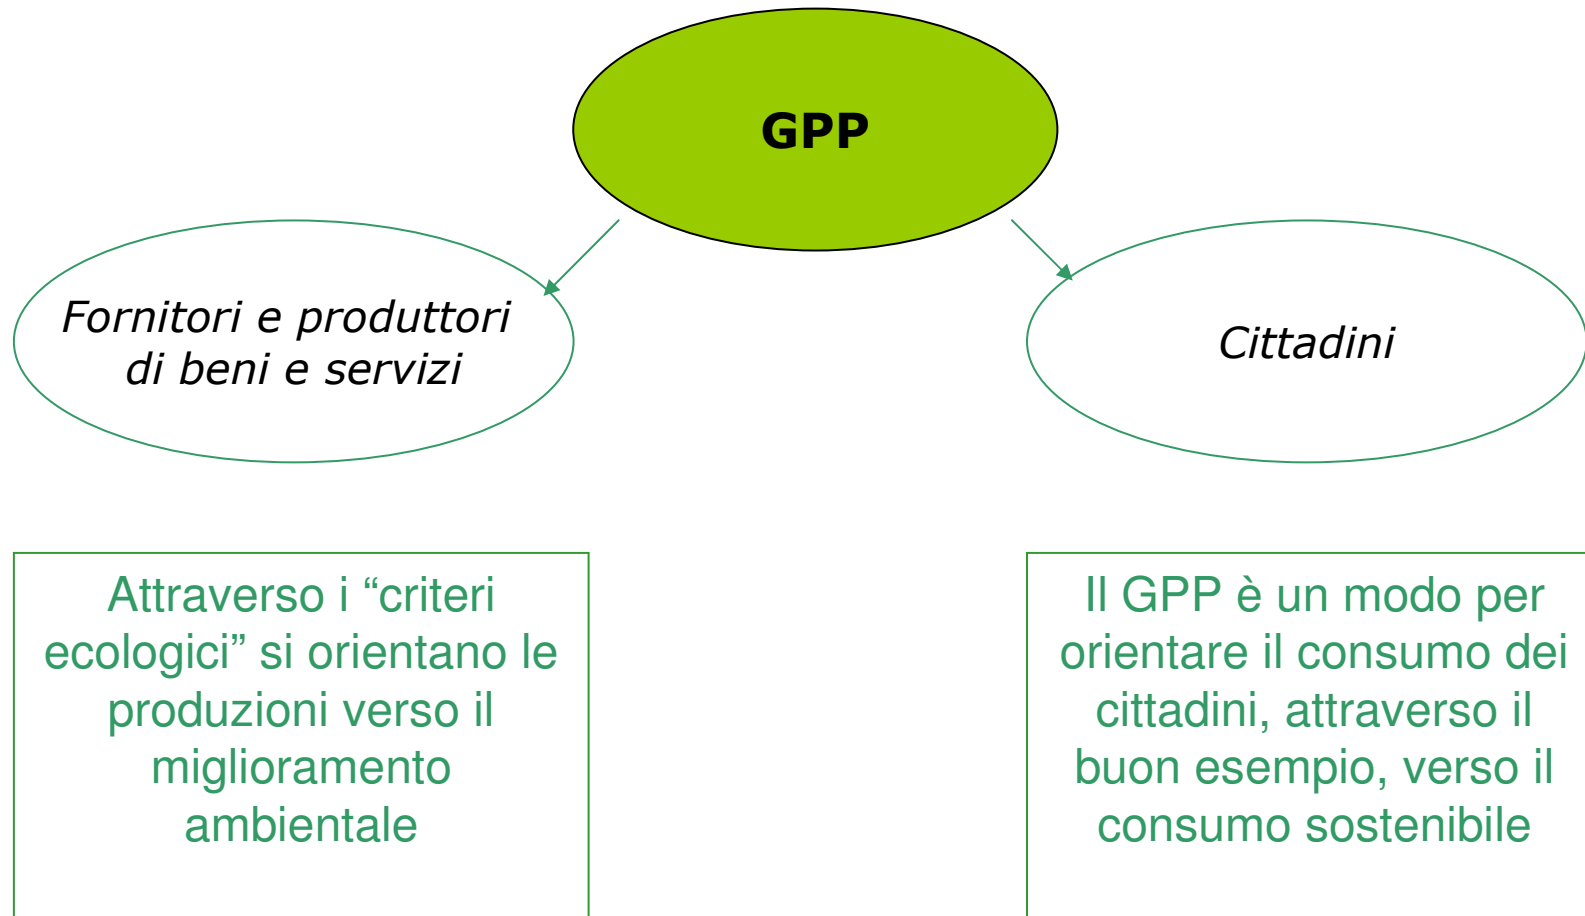 GPP
Fornitori e produttori
di beni e servizi
Cittadini
Attraverso i “criteri
ecologici” si orientano le
produzioni verso il
miglioramento
ambientale
Il GPP è un modo per
orientare il consumo dei
cittadini, attraverso il
buon esempio, verso il
consumo sostenibile